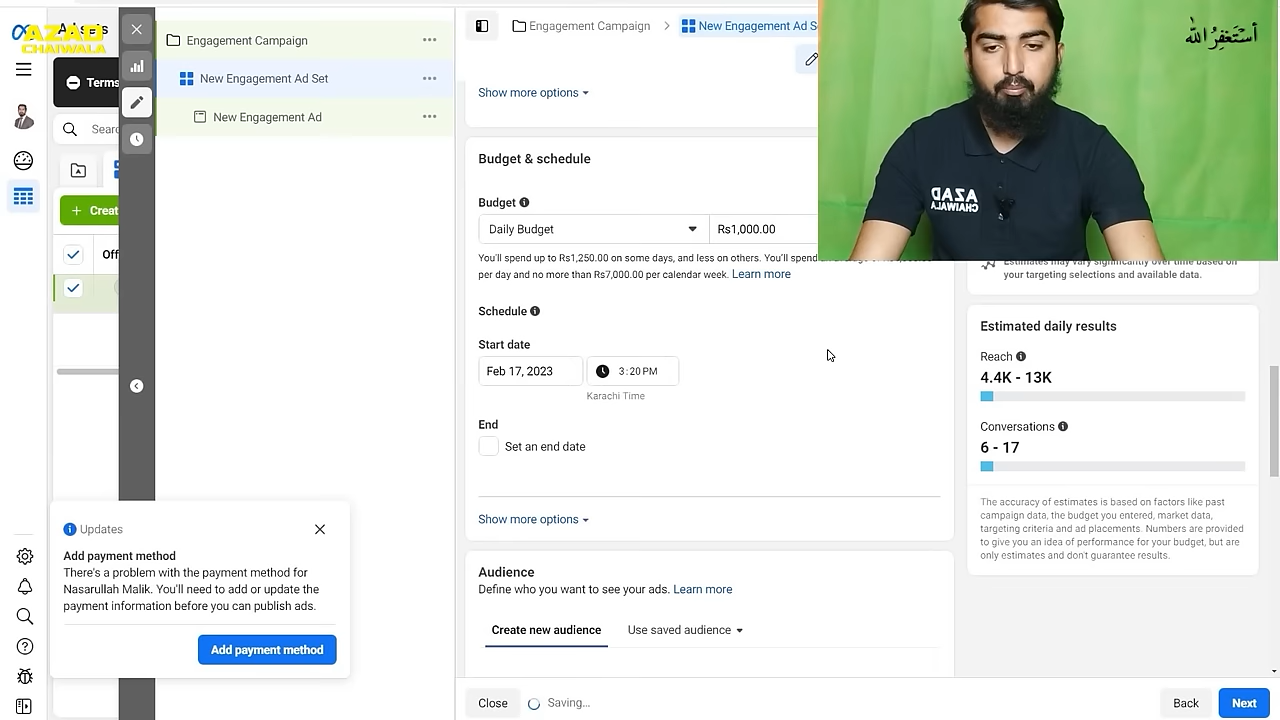 Ad sets
AZAD
CHAIWALA
Terms
Sear
Creat
Off
Engagement Campaign
New Engagement Ad Set
New Engagement Ad
Engagement Campaign
New Engagement Ad S
Show more options
Budget & schedule
Budget
Daily Budget
Rs1,000.00
You'll spend up to Rs1,250.00 on some days, and less on others. You'll spend
per day and no more than Rs7,000.00 per calendar week. Learn more
Schedule
Start date
Feb 17, 2023
3:20 PM
Karachi Time
End
Set an end date
Show more options
Audience
Define who you want to see your ads. Learn more
Create new audience
Use saved audience
Close
Saving...
Back
Next
أستغفر الله
AZAD
CHAIWALA
Estimates may vary significantly over time based on
your targeting selections and available data.
Estimated daily results
Reach
4.4K - 13K
Conversations
6 - 17
The accuracy of estimates is based on factors like past
campaign data, the budget you entered, market data,
targeting criteria and ad placements. Numbers are provided
to give you an idea of performance for your budget, but are
only estimates and don't guarantee results.
Updates
Add payment method
There's a problem with the payment method for
Nasarullah Malik. You'll need to add or update the
payment information before you can publish ads.
Add payment method